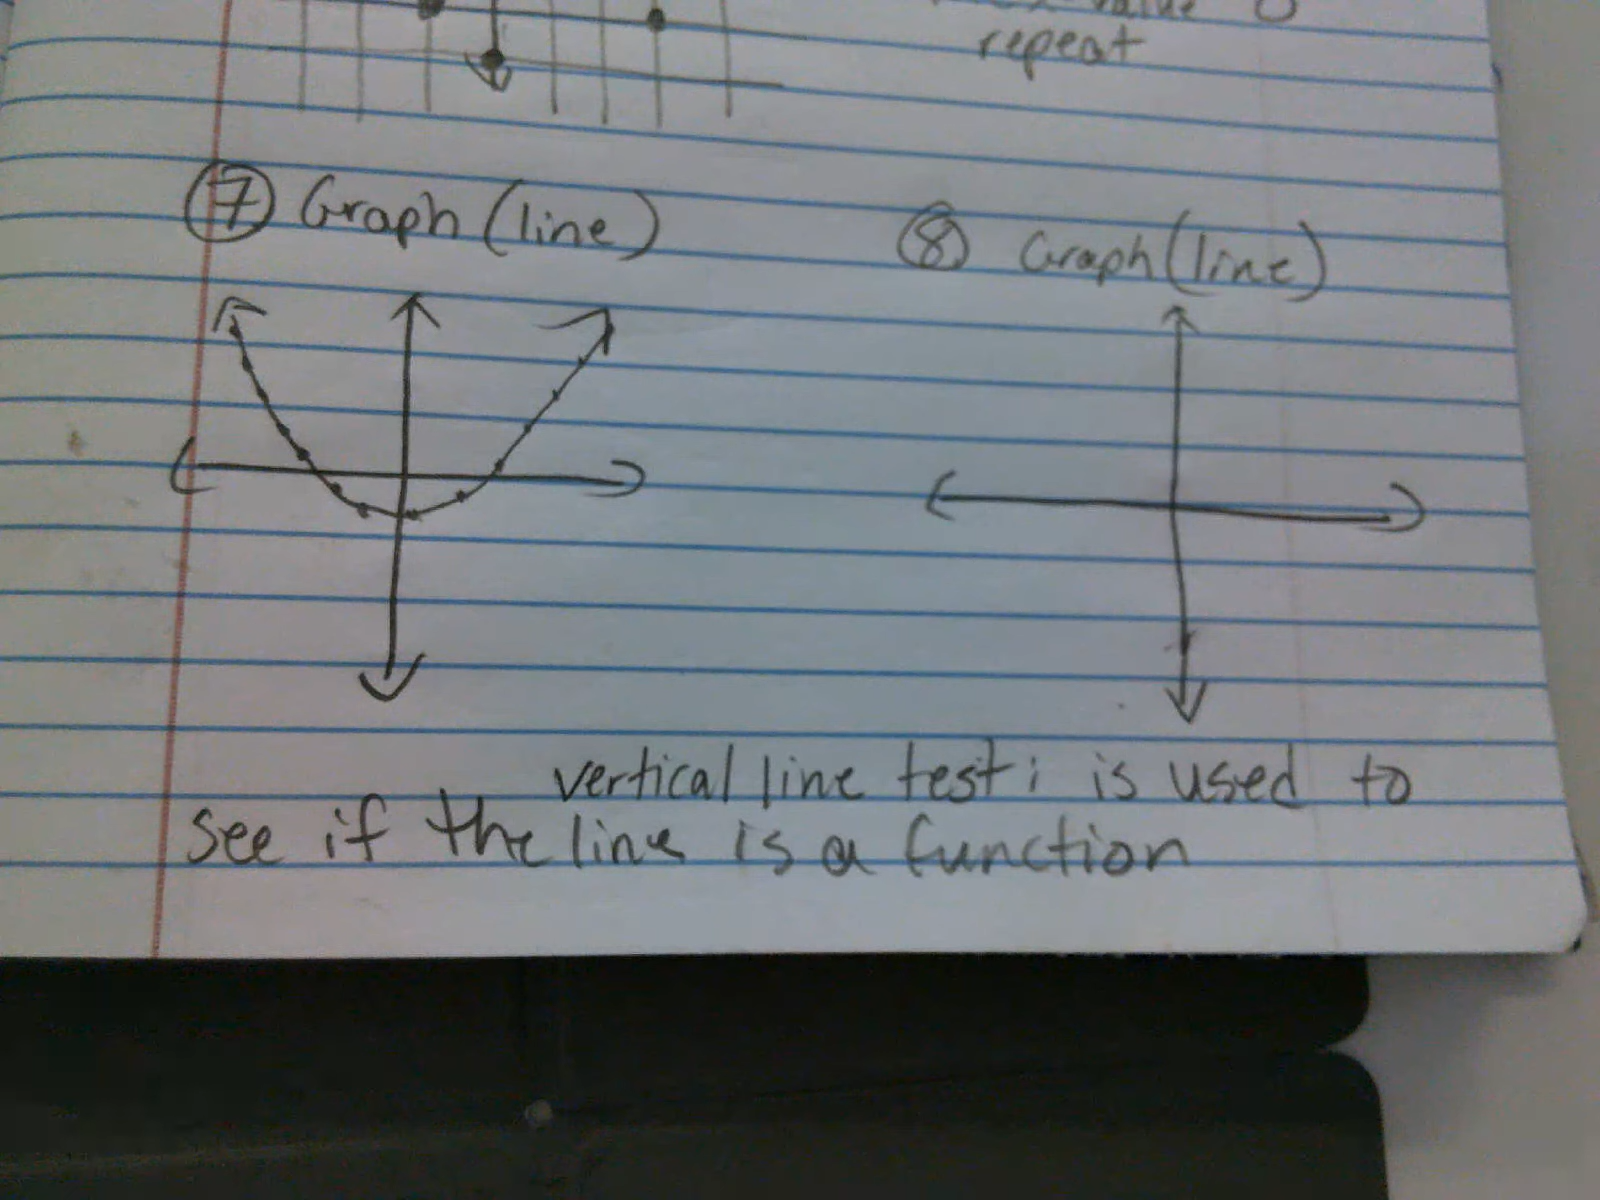 repeat
7 Graph (line)
8 Graph (line)
vertical line test: is used to
see if the line is a function